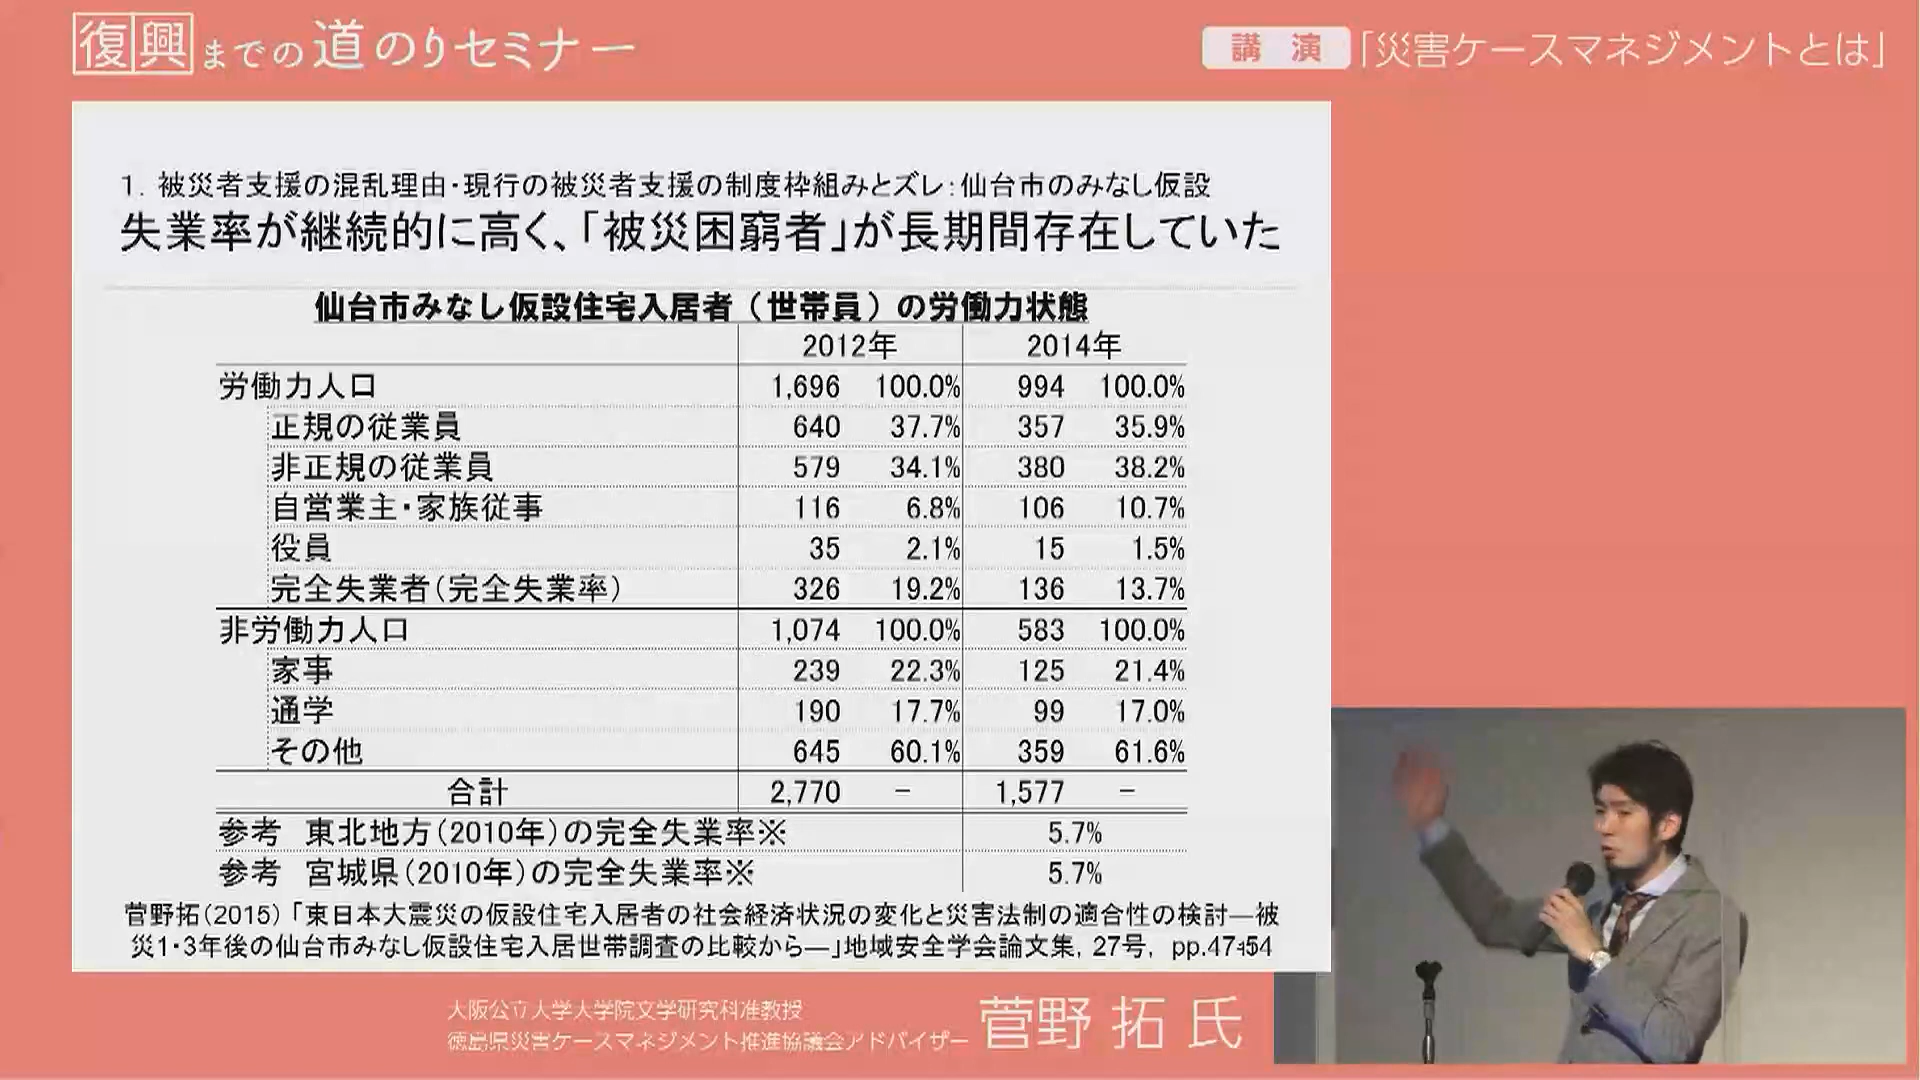 復興までの道のりセミナー
講演 「災害ケースマネジメントとは」
1. 被災者支援の混乱理由・現行の被災者支援の制度枠組みとズレ：仙台市のみなし仮設
失業率が継続的に高く、「被災困窮者」が長期間存在していた
仙台市みなし仮設住宅入居者（世帯員）の労働力状態
2012年 2014年
労働力人口 1,696 100.0% 994 100.0%
正規の従業員 640 37.7% 357 35.9%
非正規の従業員 579 34.1% 380 38.2%
自営業主・家族従事 116 6.8% 106 10.7%
役員 35 2.1% 15 1.5%
完全失業者（完全失業率） 326 19.2% 136 13.7%
非労働力人口 1,074 100.0% 583 100.0%
家事 239 22.3% 125 21.4%
通学 190 17.7% 99 17.0%
その他 645 60.1% 359 61.6%
合計 2,770 － 1,577 －
参考 東北地方（2010年）の完全失業率※ 5.7%
参考 宮城県（2010年）の完全失業率※ 5.7%
菅野拓（2015）「東日本大震災の仮設住宅入居者の社会経済状況の変化と災害法制の適合性の検討―被
災1・3年後の仙台市みなし仮設住宅入居世帯調査の比較から―」地域安全学会論文集, 27号, pp.47-54
大阪公立大学大学院文学研究科准教授
徳島県災害ケースマネジメント推進協議会アドバイザー
菅野 拓 氏